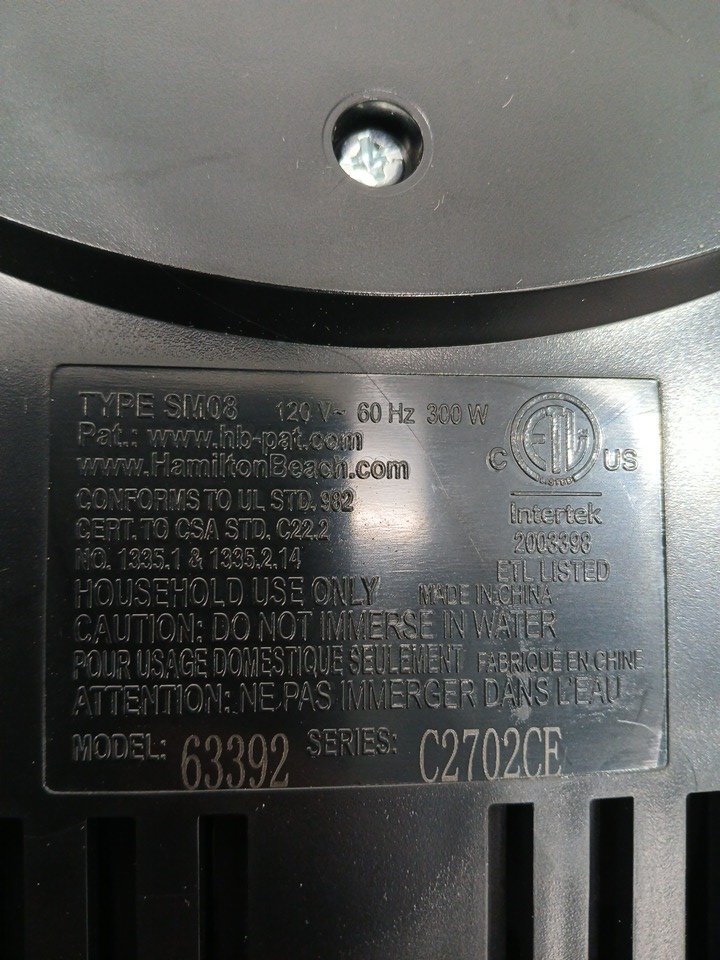 TYPE SM08 120 V~ 60 Hz 300 W
Pat.: www.hb-pat.com
www.HamiltonBeach.com
CONFORMS TO UL STD. 982
CERT. TO CSA STD. C22.2
NO. 1335.1 & 1335.2.14
C ETL US
LISTED
Intertek
2003398
ETL LISTED
HOUSEHOLD USE ONLY MADE IN CHINA
CAUTION: DO NOT IMMERSE IN WATER
POUR USAGE DOMESTIQUE SEULEMENT FABRIQUÉ EN CHINE
ATTENTION: NE PAS IMMERGER DANS L'EAU
MODEL: 63392 SERIES: C2702CE